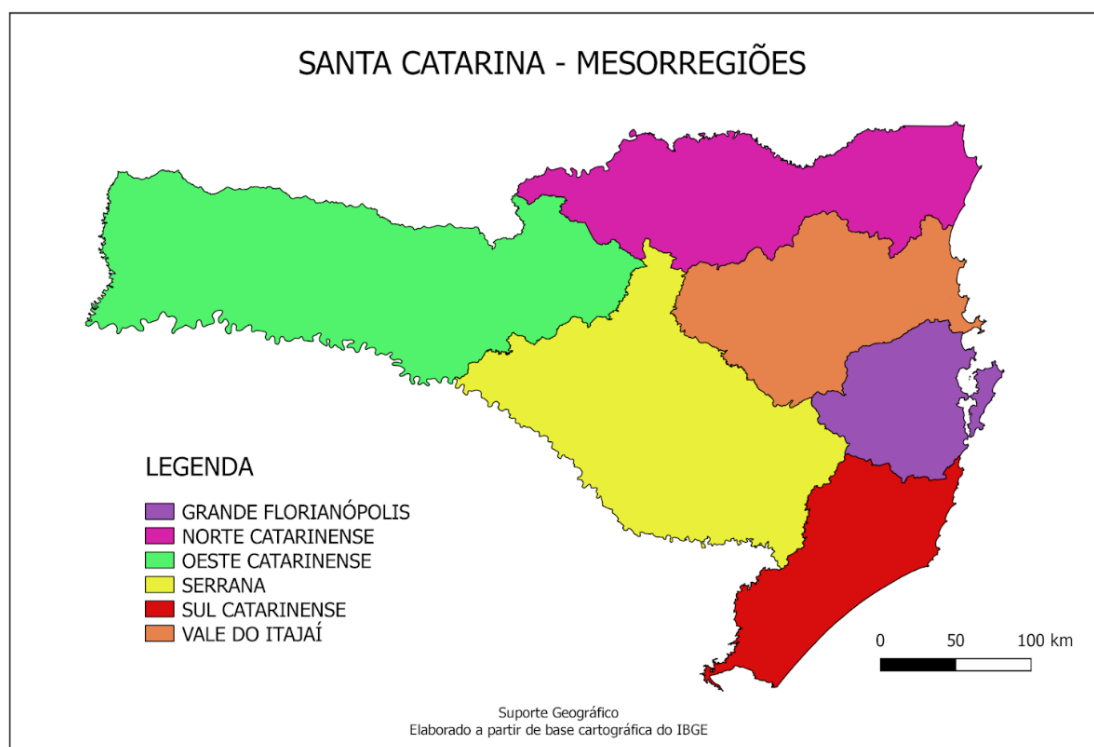 SANTA CATARINA - MESORREGIÕES
LEGENDA
GRANDE FLORIANÓPOLIS
NORTE CATARINENSE
OESTE CATARINENSE
SERRANA
SUL CATARINENSE
VALE DO ITAJAÍ
0 50 100 km
Suporte Geográfico
Elaborado a partir de base cartográfica do IBGE